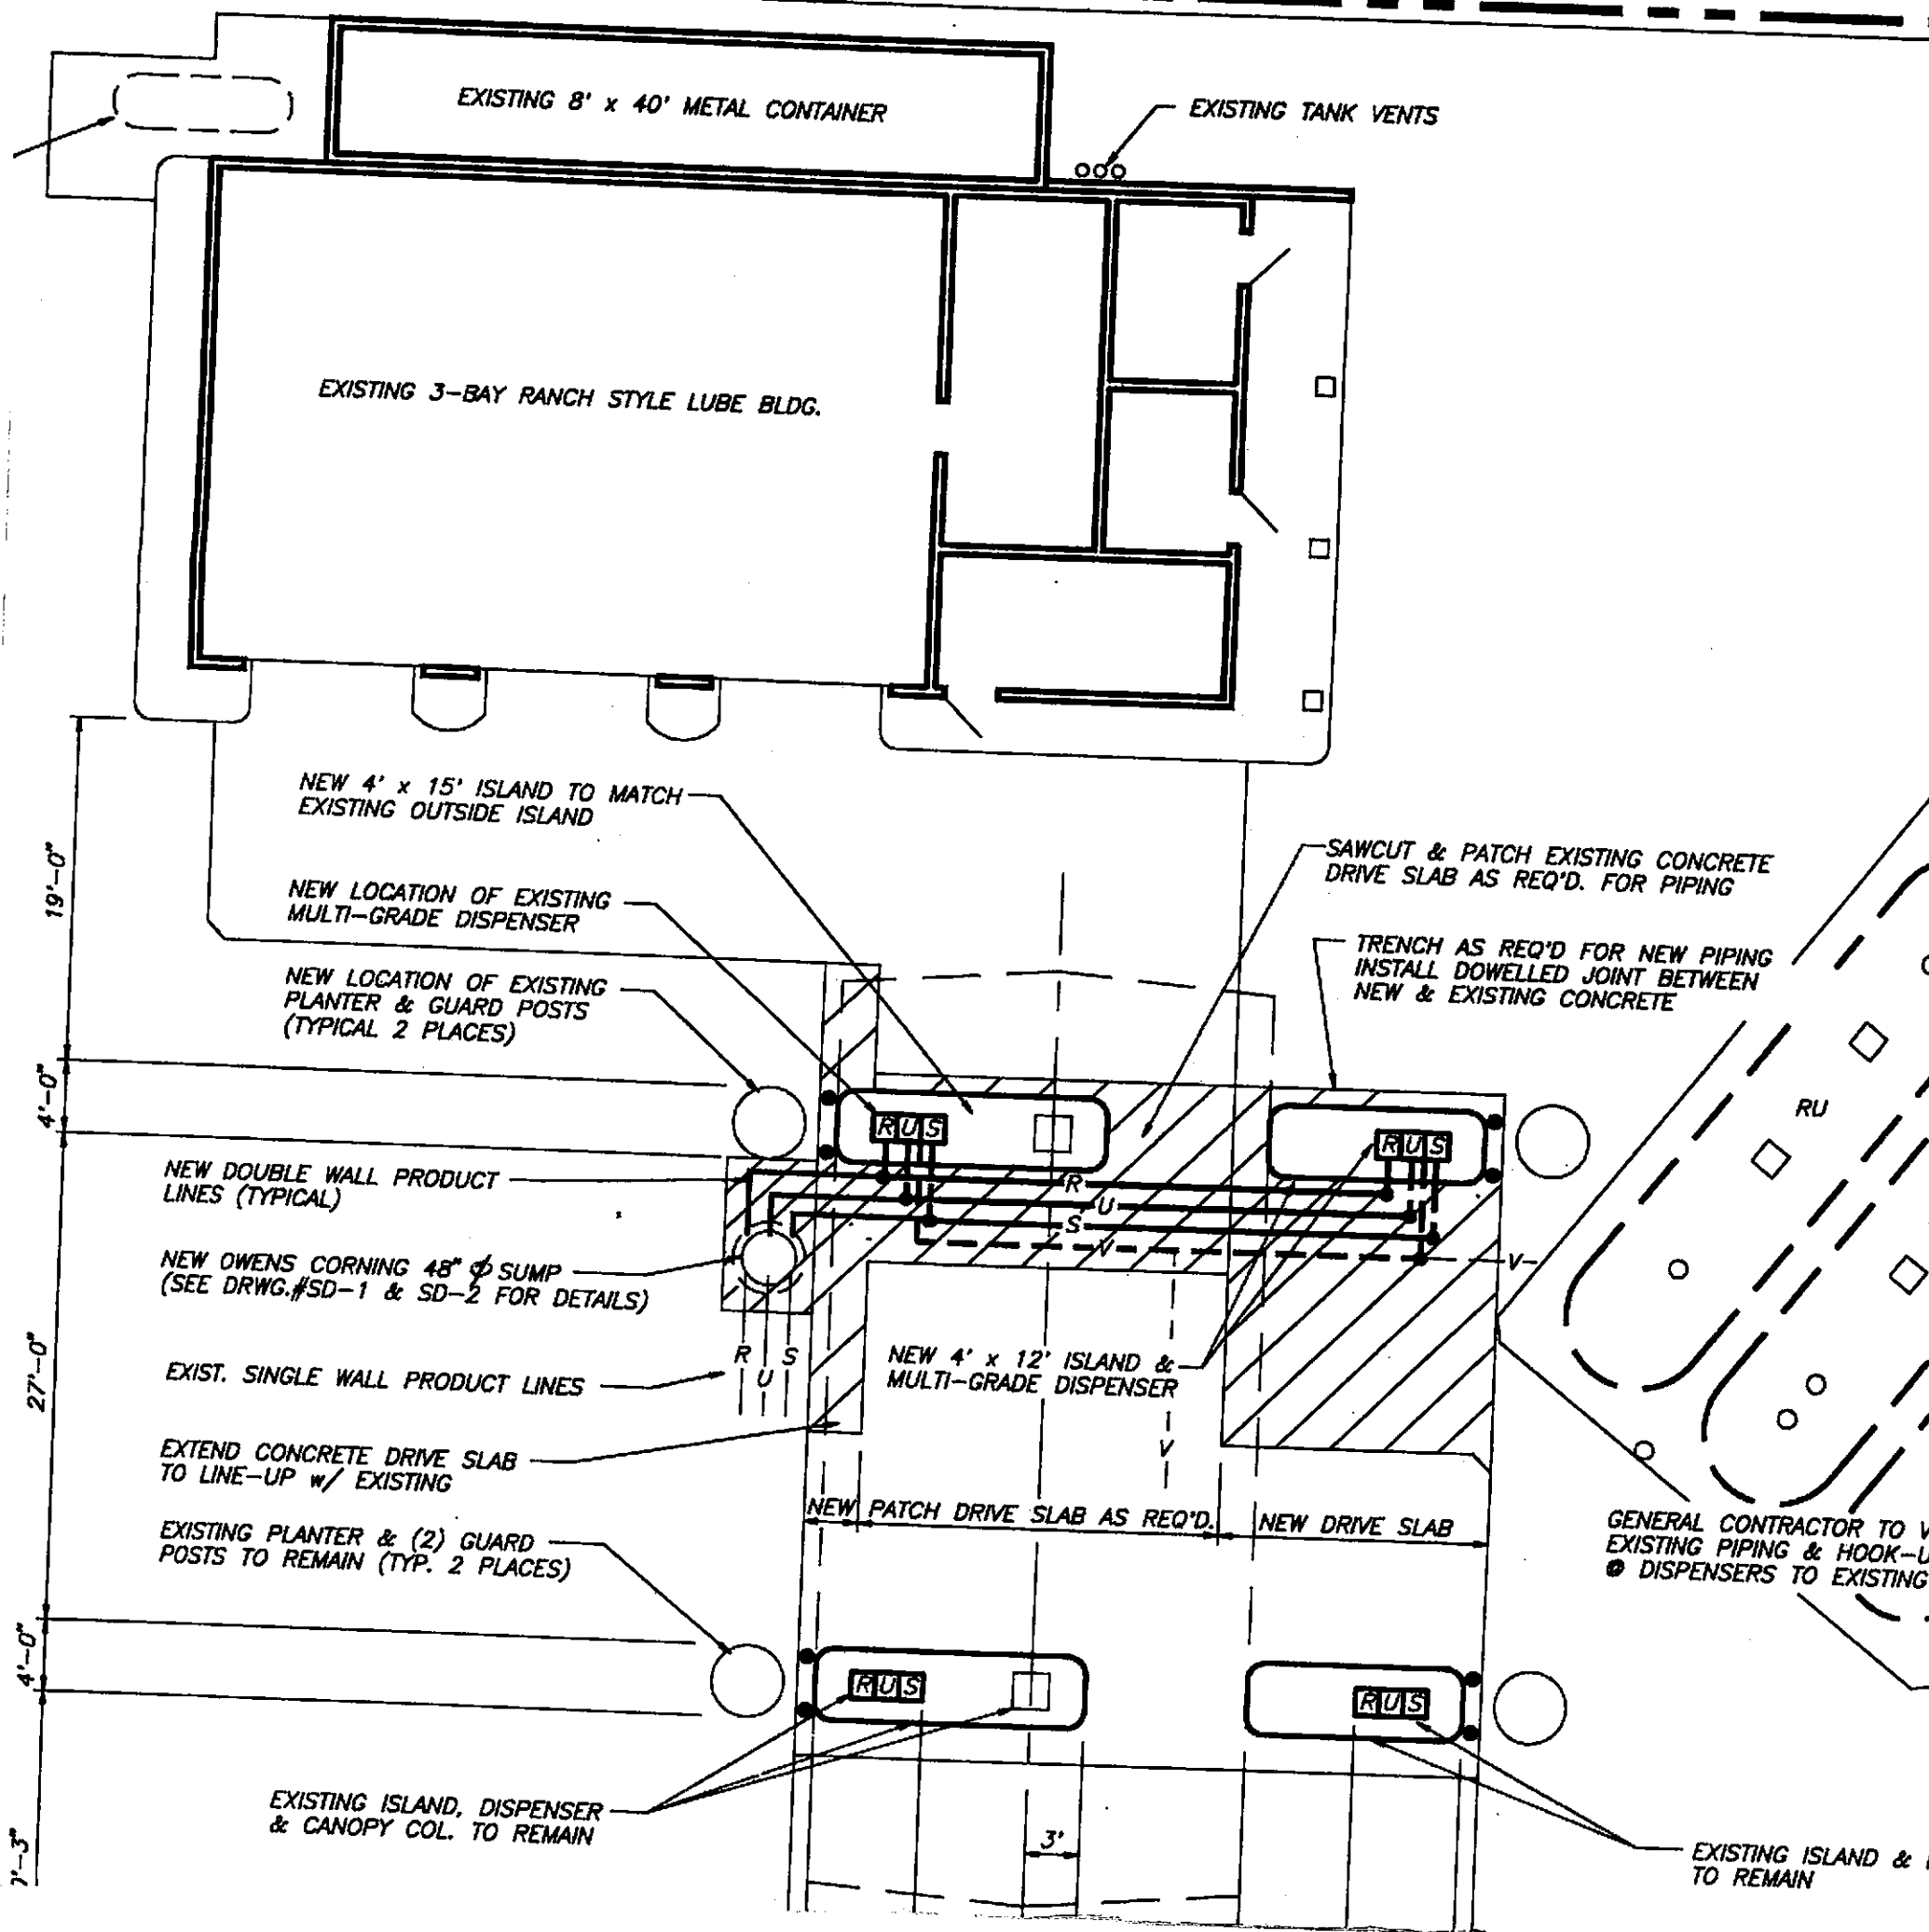 EXISTING 8' x 40' METAL CONTAINER
EXISTING TANK VENTS
EXISTING 3-BAY RANCH STYLE LUBE BLDG.
NEW 4' x 15' ISLAND TO MATCH
EXISTING OUTSIDE ISLAND
NEW LOCATION OF EXISTING
MULTI-GRADE DISPENSER
NEW LOCATION OF EXISTING
PLANTER & GUARD POSTS
(TYPICAL 2 PLACES)
SAWCUT & PATCH EXISTING CONCRETE
DRIVE SLAB AS REQ'D. FOR PIPING
TRENCH AS REQ'D FOR NEW PIPING
INSTALL DOWELLED JOINT BETWEEN
NEW & EXISTING CONCRETE
19'-0"
4'-0"
27'-0"
4'-0"
RU
R U S
R U S
NEW DOUBLE WALL PRODUCT
LINES (TYPICAL)
R
U
S
V
V
NEW OWENS CORNING 48" φ SUMP
(SEE DRWG.#SD-1 & SD-2 FOR DETAILS)
R
U
S
EXIST. SINGLE WALL PRODUCT LINES
NEW 4' x 12' ISLAND &
MULTI-GRADE DISPENSER
V
EXTEND CONCRETE DRIVE SLAB
TO LINE-UP w/ EXISTING
NEW
PATCH DRIVE SLAB AS REQ'D.
NEW DRIVE SLAB
EXISTING PLANTER & (2) GUARD
POSTS TO REMAIN (TYP. 2 PLACES)
GENERAL CONTRACTOR TO
EXISTING PIPING & HOOK-U
@ DISPENSERS TO EXISTING
R U S
R U S
EXISTING ISLAND, DISPENSER
& CANOPY COL. TO REMAIN
3'
EXISTING ISLAND &
TO REMAIN